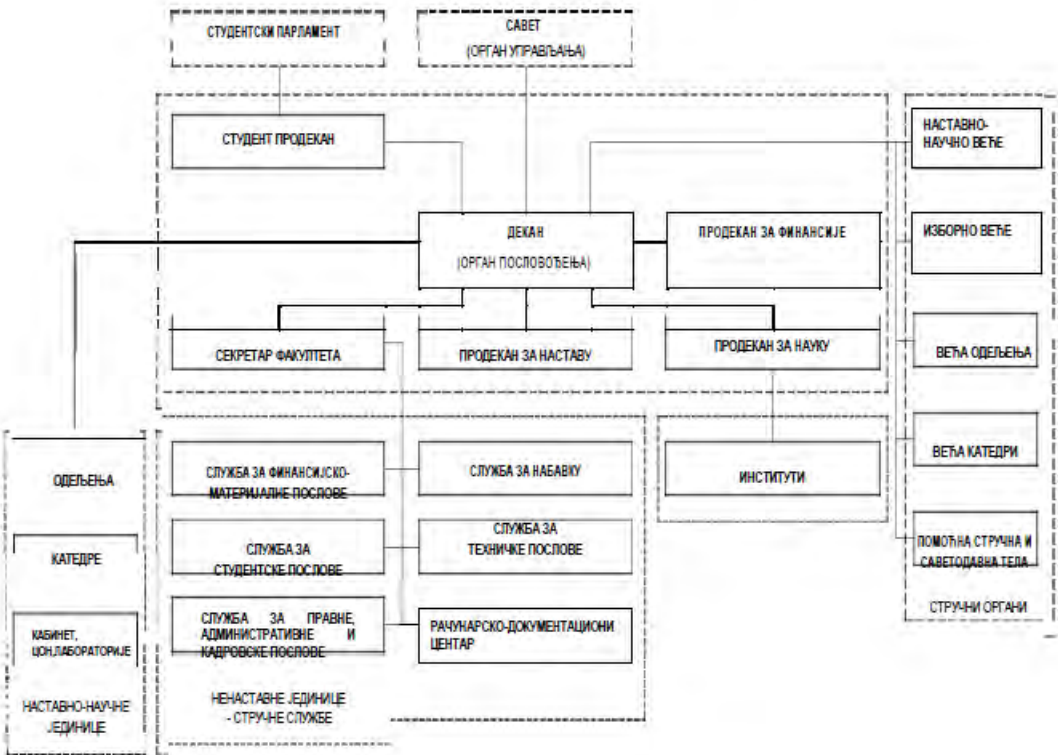 СТУДЕНТСКИ ПАРЛАМЕНТ
САВЕТ
(ОРГАН УПРАВЉАЊА)
СТУДЕНТ ПРОДЕКАН
НАСТАВНО-
НАУЧНО ВЕЋЕ
ДЕКАН
(ОРГАН ПОСЛОВОЂЕЊА)
ПРОДЕКАН ЗА ФИНАНСИЈЕ
ИЗБОРНО ВЕЋЕ
СЕКРЕТАР ФАКУЛТЕТА
ПРОДЕКАН ЗА НАСТАВУ
ПРОДЕКАН ЗА НАУКУ
ВЕЋА ОДЕЉЕЊА
ОДЕЉЕЊА
СЛУЖБА ЗА ФИНАНСИЈСКО-
МАТЕРИЈАЛНЕ ПОСЛОВЕ
СЛУЖБА ЗА НАБАВКУ
ИНСТИТУТИ
ВЕЋА КАТЕДРИ
КАТЕДРЕ
СЛУЖБА ЗА
СТУДЕНТСКЕ ПОСЛОВЕ
СЛУЖБА ЗА
ТЕХНИЧКЕ ПОСЛОВЕ
ПОМОЋНА СТРУЧНА И
САВЕТОДАВНА ТЕЛА
СТРУЧНИ ОРГАНИ
КАБИНЕТ,
ЦОН,ЛАБОРАТОРИЈЕ
СЛУЖБА ЗА ПРАВНЕ,
АДМИНИСТРАТИВНЕ И
КАДРОВСКЕ ПОСЛОВЕ
РАЧУНАРСКО-ДОКУМЕНТАЦИОНИ
ЦЕНТАР
НАСТАВНО-НАУЧНЕ
ЈЕДИНИЦЕ
НЕНАСТАВНЕ ЈЕДИНИЦЕ
- СТРУЧНЕ СЛУЖБЕ